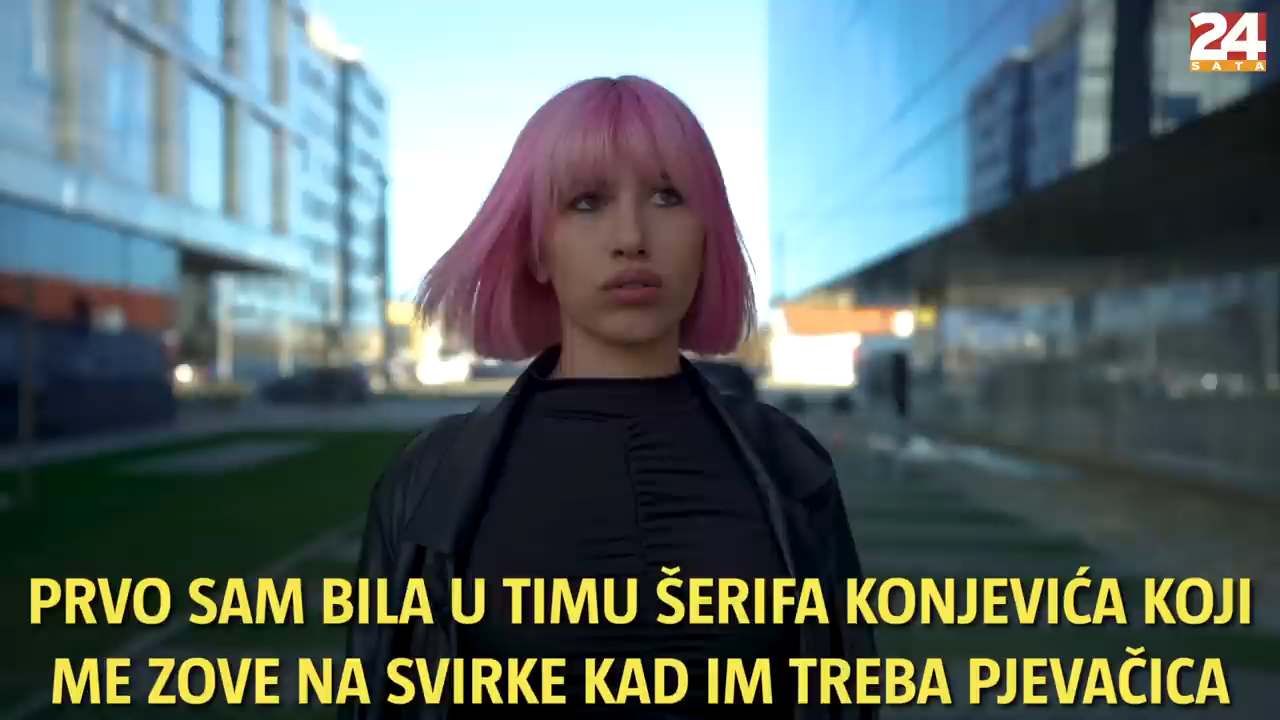 24
SATA
PRVO SAM BILA U TIMU ŠERIFA KONJEVIĆA KOJI
ME ZOVE NA SVIRKE KAD IM TREBA PJEVAČICA